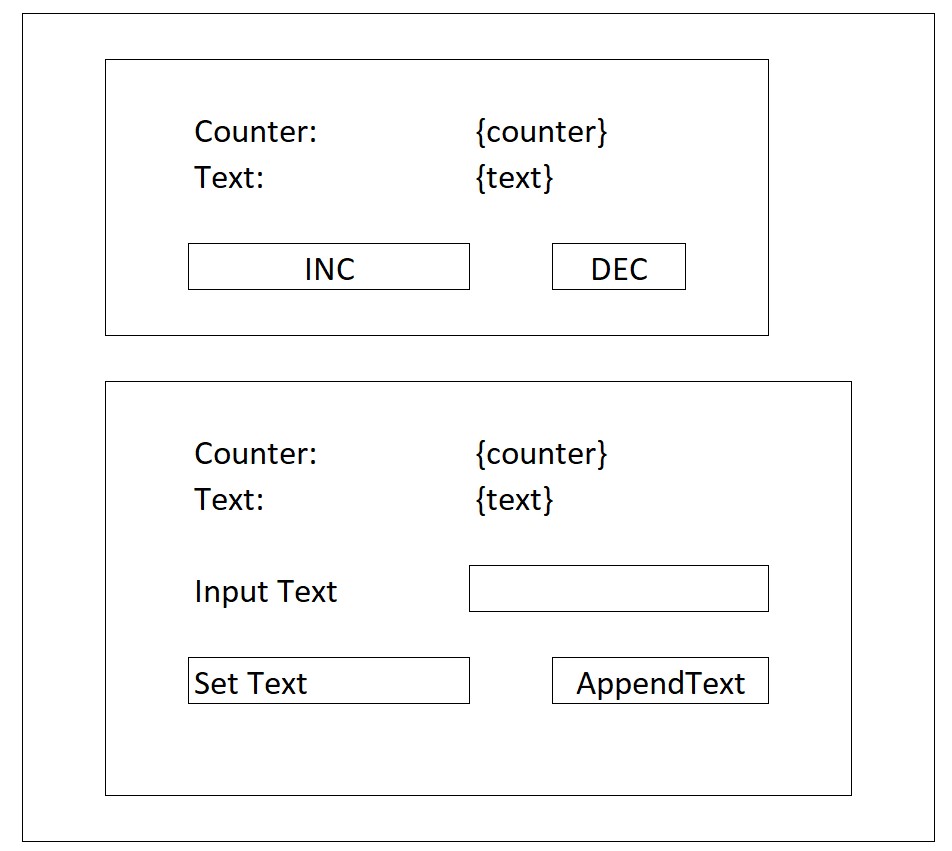 Counter: {counter}
Text: {text}
INC DEC
Counter: {counter}
Text: {text}
Input Text
Set Text AppendText